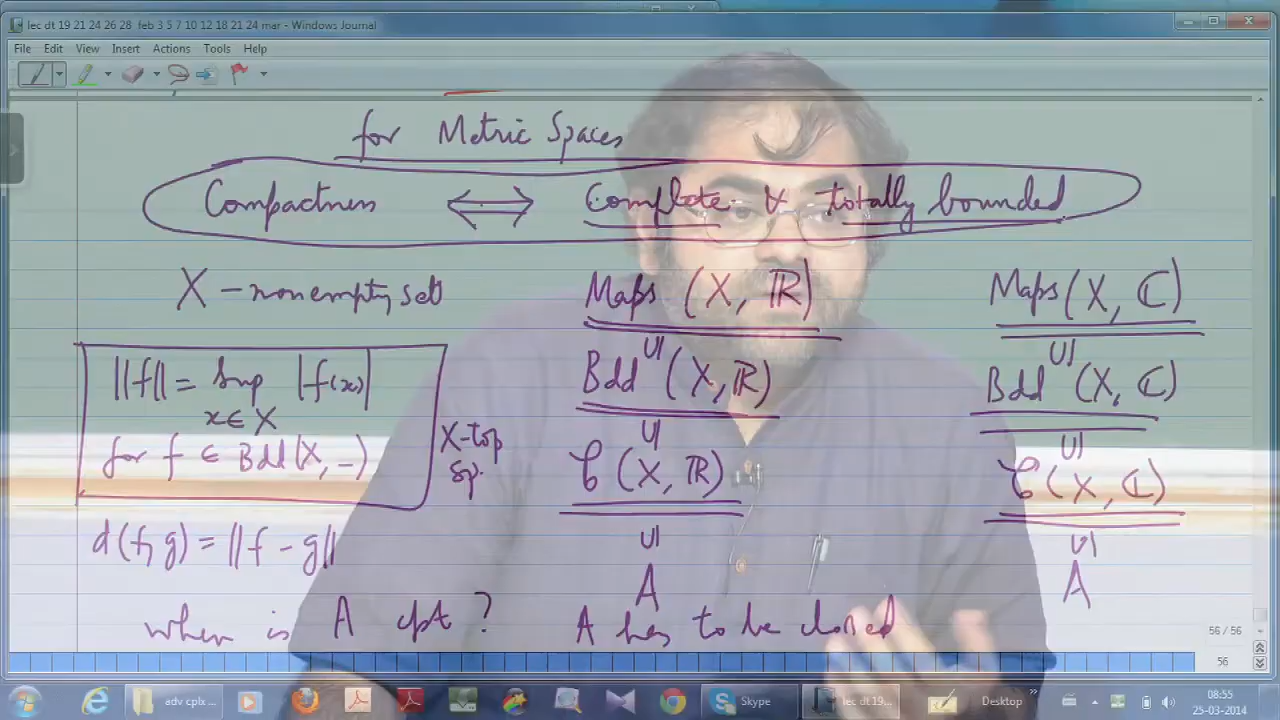 lec dt 19 21 24 26 28 feb 3 5 7 10 12 18 21 24 mar - Windows Journal
File Edit View Insert Actions Tools Help
for Metric Spaces
Compactness ⟺ Complete & totally bounded
X - nonempty set
Maps (X, ℝ)
Maps (X, ℂ)
∪|
∪|
||f|| = Sup |f(x)|
x∈X
for f ∈ Bdd(X, –)
Bdd (X, ℝ)
Bdd (X, ℂ)
X-top
sp.
∪|
∪|
𝒞 (X, ℝ)
𝒞 (X, ℂ)
d(f, g) = ||f - g||
∪|
∪|
A
A
when is A cpt ?
A has to be closed
56 / 56
56
adv cplx ...
Skype
lec dt 19...
Desktop
08:55
25-03-2014